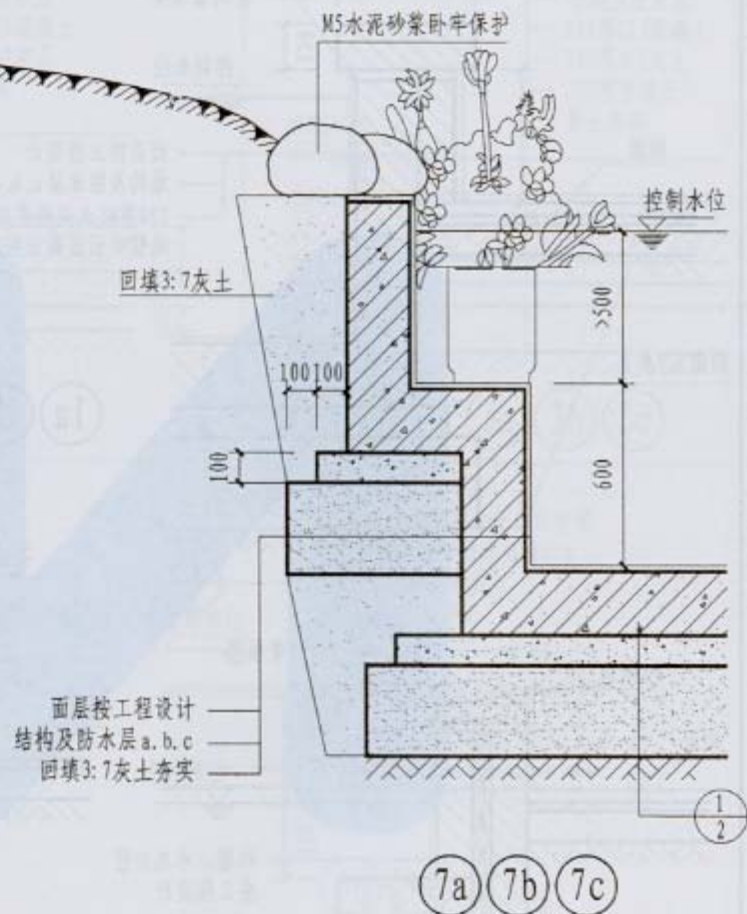 M5水泥砂浆卧牢保护
控制水位
回填3:7灰土
>500
100
100
100
600
面层按工程设计
结构及防水层a.b.c
回填3:7灰土夯实
1
2
7a 7b 7c